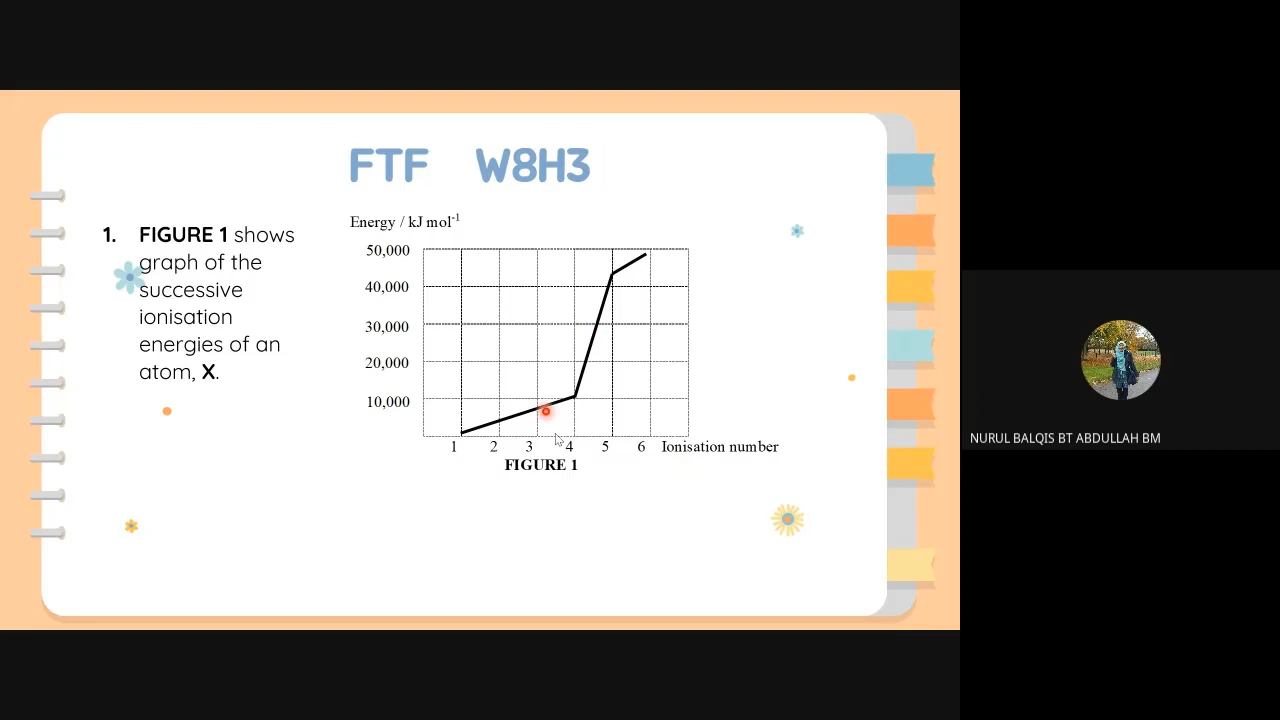 FTF W8H3
1. FIGURE 1 shows
graph of the
successive
ionisation
energies of an
atom, X.
Energy / kJ mol⁻¹
50,000
40,000
30,000
20,000
10,000
1 2 3 4 5 6 Ionisation number
FIGURE 1
NURUL BALQIS BT ABDULLAH BM